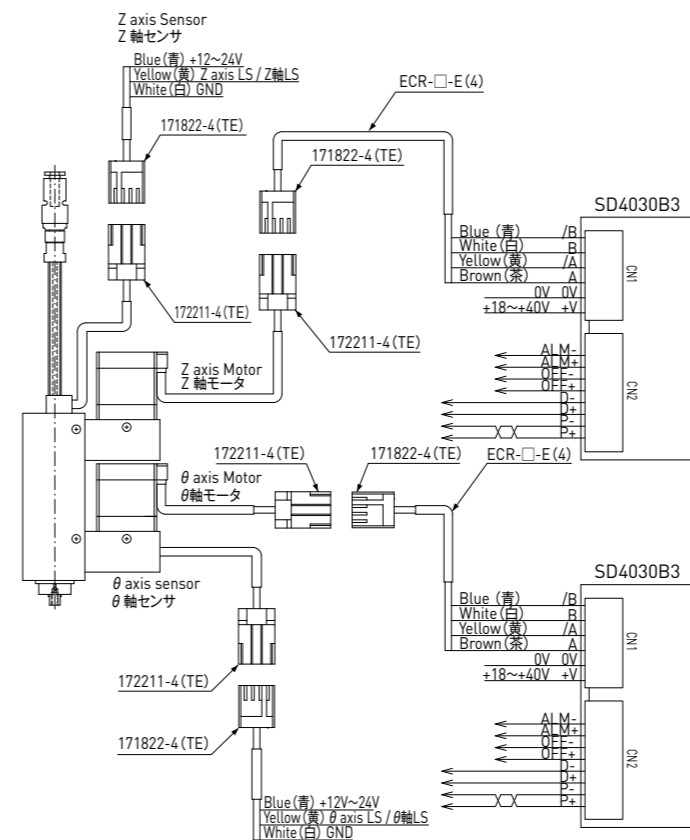 Z axis Sensor
Z 軸センサ
Blue(青) +12~24V
Yellow(黄) Z axis LS / Z軸LS
White(白) GND
171822-4(TE)
ECR-□-E(4)
171822-4(TE)
172211-4(TE)
172211-4(TE)
Z axis Motor
Z 軸モータ
SD4030B3
Blue (青) /B
White(白) B
Yellow(黄) /A
Brown(茶) A
0V 0V
+18~+40V +V
CN1
ALM-
ALM+
OFF-
OFF+
D-
D+
P-
P+
CN2
172211-4(TE)
171822-4(TE)
ECR-□-E(4)
θ axis Motor
θ軸モータ
θ axis sensor
θ 軸センサ
172211-4(TE)
171822-4(TE)
Blue(青) +12V~24V
Yellow(黄) θ axis LS / θ軸LS
White(白) GND
SD4030B3
Blue (青) /B
White(白) B
Yellow(黄) /A
Brown(茶) A
0V 0V
+18~+40V +V
CN1
ALM-
ALM+
OFF-
OFF+
D-
D+
P-
P+
CN2